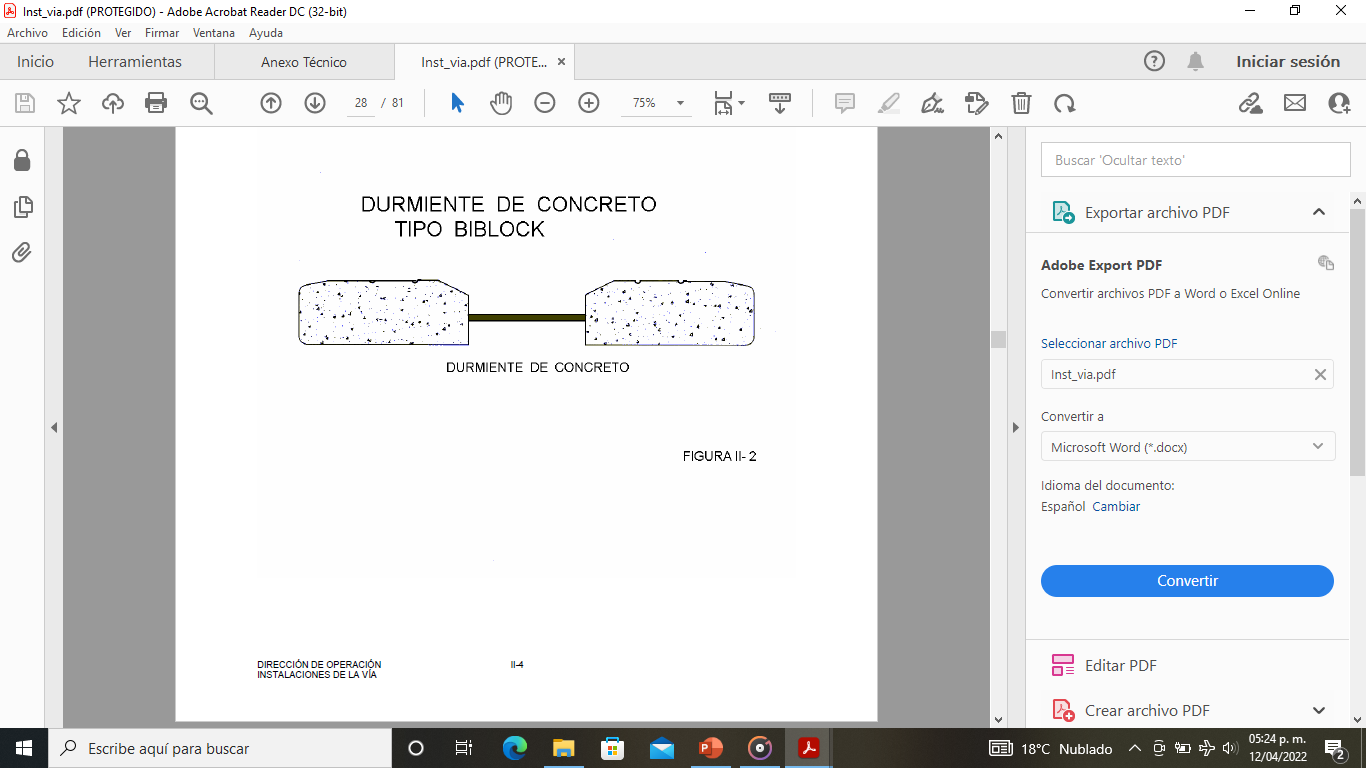 Inst_via.pdf (PROTEGIDO) - Adobe Acrobat Reader DC (32-bit)
Archivo Edición Ver Firmar Ventana Ayuda
Inicio Herramientas Anexo Técnico Inst_via.pdf (PROTE... Iniciar sesión
28 / 81 75%
DURMIENTE DE CONCRETO
TIPO BIBLOCK
DURMIENTE DE CONCRETO
FIGURA II- 2
DIRECCIÓN DE OPERACIÓN II-4
INSTALACIONES DE LA VÍA
Buscar 'Ocultar texto'
Exportar archivo PDF
Adobe Export PDF
Convertir archivos PDF a Word o Excel Online
Seleccionar archivo PDF
Inst_via.pdf
Convertir a
Microsoft Word (*.docx)
Idioma del documento:
Español Cambiar
Convertir
Editar PDF
Crear archivo PDF
Escribe aquí para buscar
18°C Nublado
05:24 p. m.
12/04/2022
2